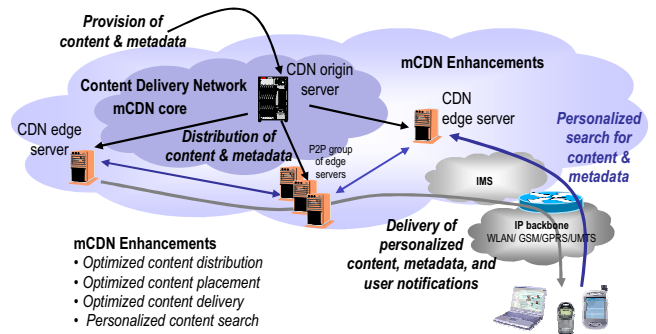 Provision of
content & metadata
Content Delivery Network
mCDN core
CDN origin
server
mCDN Enhancements
CDN
edge server
Personalized
search for
content &
metadata
CDN edge
server
Distribution of
content & metadata
P2P group
of edge
servers
IMS
IP backbone
WLAN/ GSM/GPRS/UMTS
Delivery of
personalized
content, metadata, and
user notifications
mCDN Enhancements
• Optimized content distribution
• Optimized content placement
• Optimized content delivery
• Personalized content search